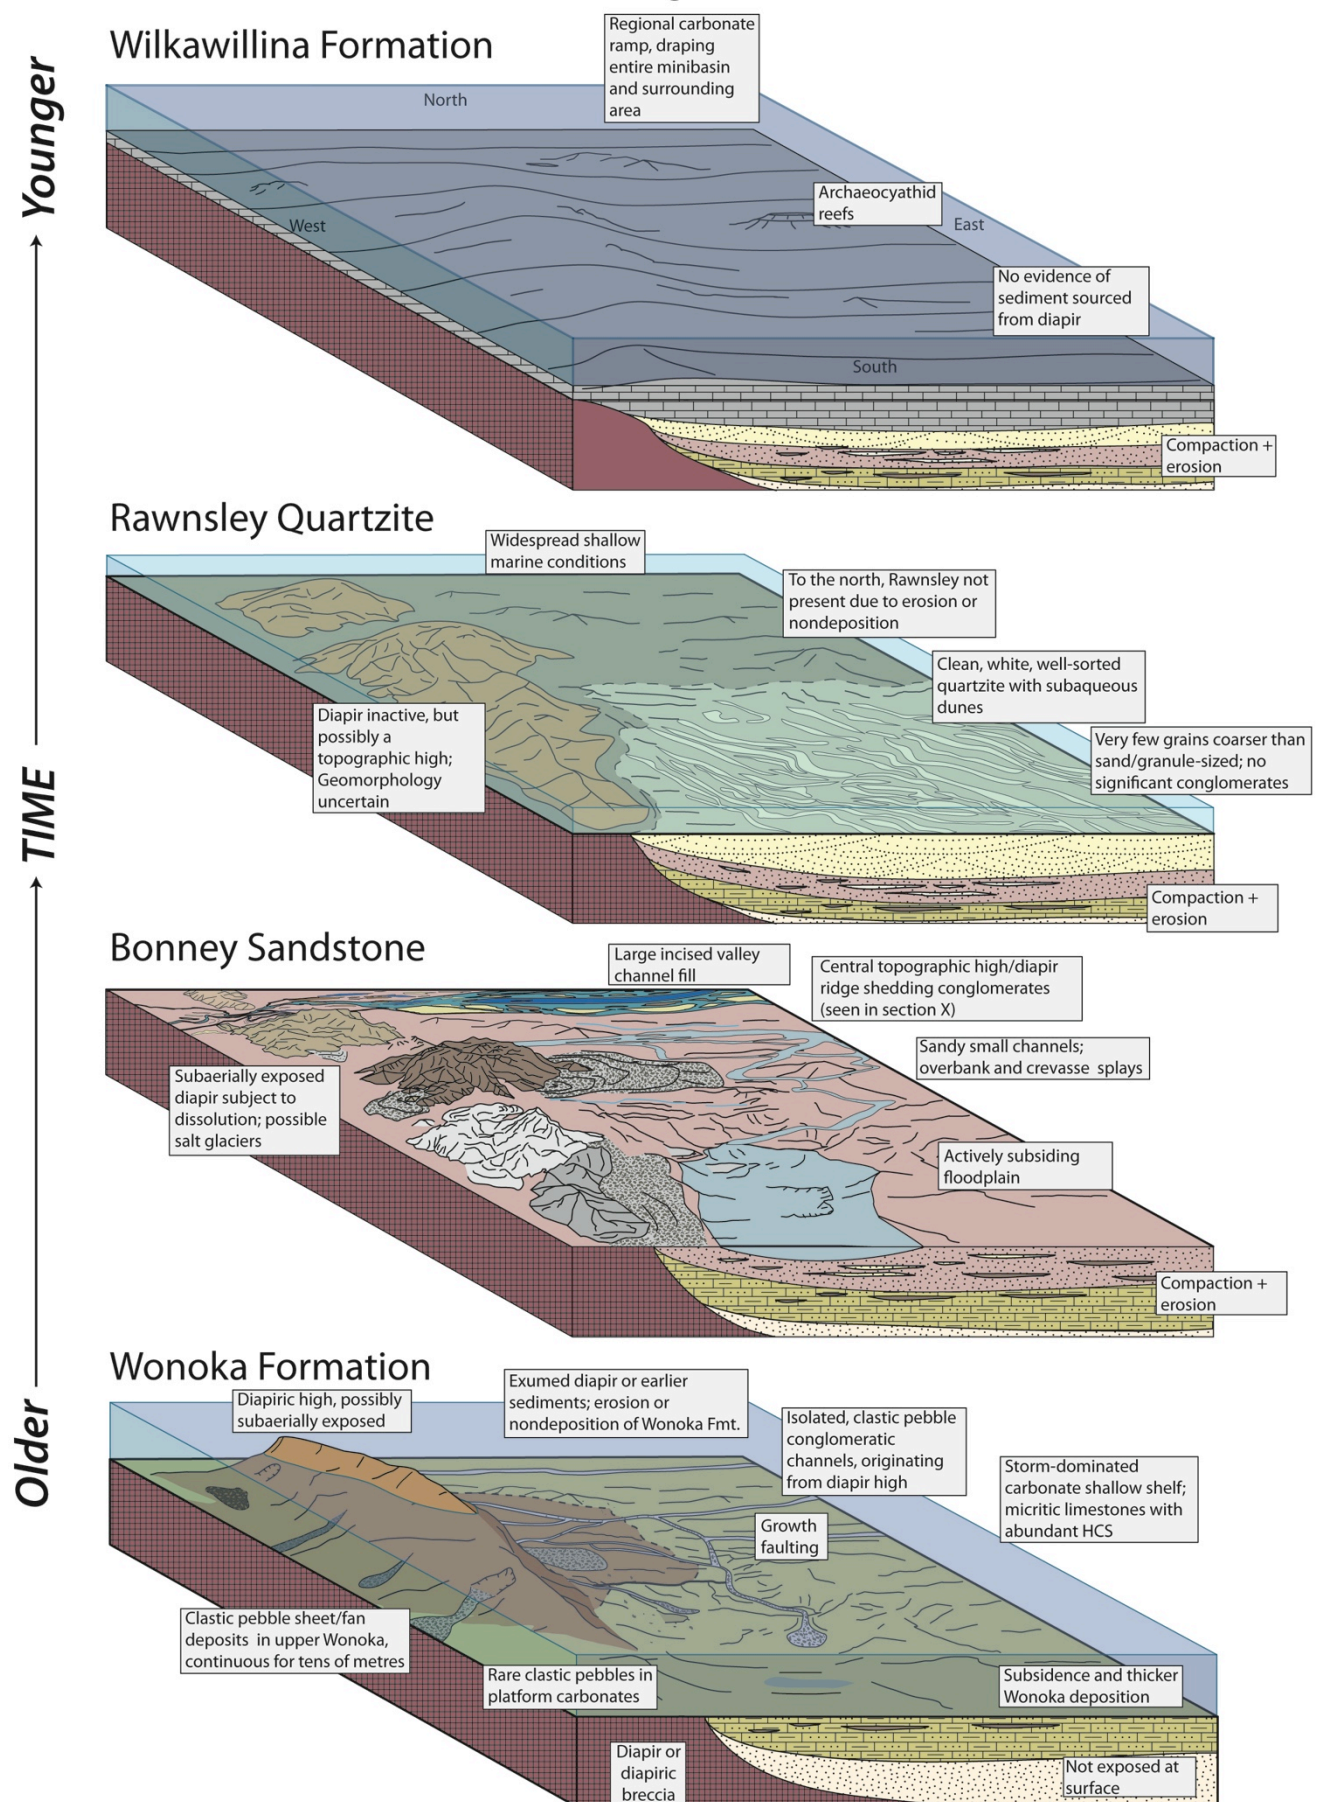 Wilkawillina Formation
Regional carbonate
ramp, draping
entire minibasin
and surrounding
area
North
Archaeocyathid
reefs
West
East
No evidence of
sediment sourced
from diapir
South
Compaction +
erosion
Younger
Rawnsley Quartzite
Widespread shallow
marine conditions
To the north, Rawnsley not
present due to erosion or
nondeposition
Clean, white, well-sorted
quartzite with subaqueous
dunes
Diapir inactive, but
possibly a
topographic high;
Geomorphology
uncertain
Very few grains coarser than
sand/granule-sized; no
significant conglomerates
Compaction +
erosion
TIME
Bonney Sandstone
Large incised valley
channel fill
Central topographic high/diapir
ridge shedding conglomerates
(seen in section X)
Sandy small channels;
overbank and crevasse splays
Subaerially exposed
diapir subject to
dissolution; possible
salt glaciers
Actively subsiding
floodplain
Compaction +
erosion
Older
Wonoka Formation
Diapiric high, possibly
subaerially exposed
Exumed diapir or earlier
sediments; erosion or
nondeposition of Wonoka Fmt.
Isolated, clastic pebble
conglomeratic
channels, originating
from diapir high
Storm-dominated
carbonate shallow shelf;
micritic limestones with
abundant HCS
Growth
faulting
Clastic pebble sheet/fan
deposits in upper Wonoka,
continuous for tens of metres
Rare clastic pebbles in
platform carbonates
Subsidence and thicker
Wonoka deposition
Diapir or
diapiric
breccia
Not exposed at
surface